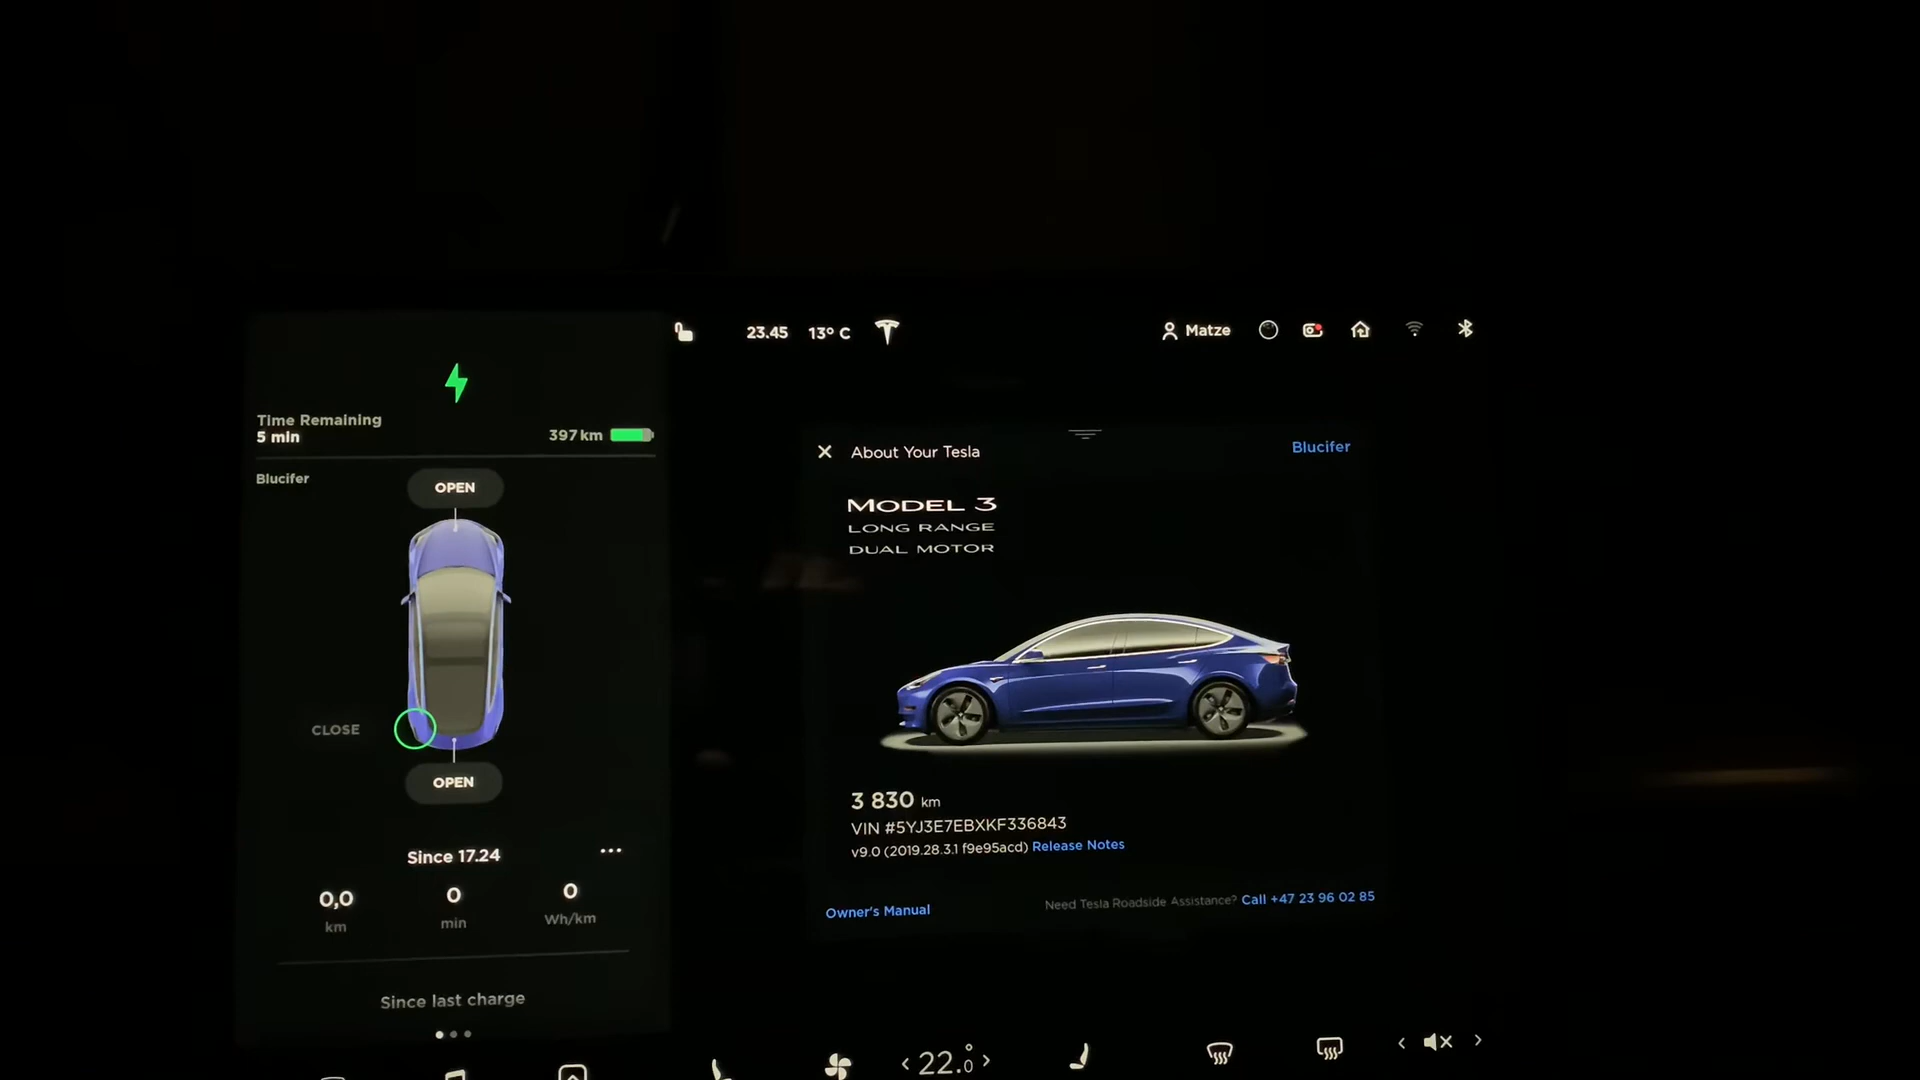 23.45 13° C
Matze
Time Remaining
5 min
397 km
Blucifer
OPEN
CLOSE
OPEN
Since 17.24
0,0
km
0
min
0
Wh/km
Since last charge
About Your Tesla
Blucifer
MODEL 3
LONG RANGE
DUAL MOTOR
3 830 km
VIN #5YJ3E7EBXKF336843
v9.0 (2019.28.3.1 f9e95acd) Release Notes
Owner's Manual
Need Tesla Roadside Assistance? Call +47 23 96 02 85
22.0°